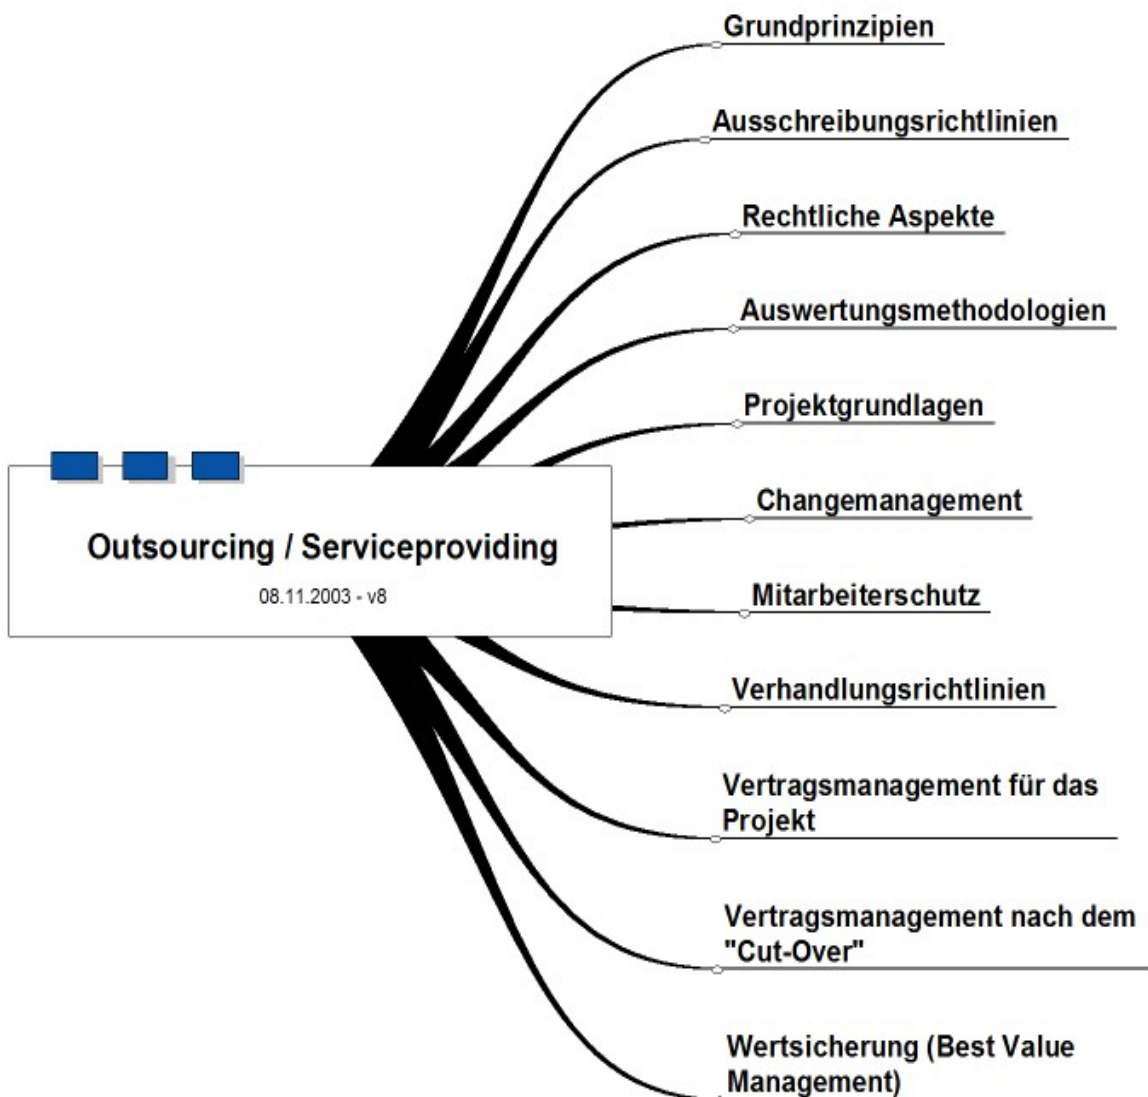 Grundprinzipien
Ausschreibungsrichtlinien
Rechtliche Aspekte
Auswertungsmethodologien
Projektgrundlagen
Changemanagement
Outsourcing / Serviceproviding
08.11.2003 - v8
Mitarbeiterschutz
Verhandlungsrichtlinien
Vertragsmanagement für das
Projekt
Vertragsmanagement nach dem
"Cut-Over"
Wertsicherung (Best Value
Management)